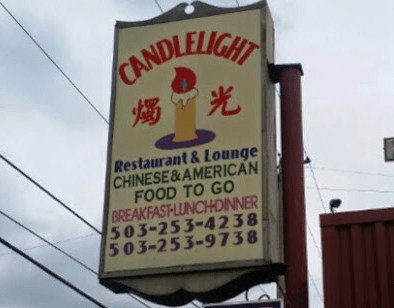 CANDLELIGHT
燭 光
Restaurant & Lounge
CHINESE & AMERICAN
FOOD TO GO
BREAKFAST·LUNCH·DINNER
503-253-4238
503-253-9738